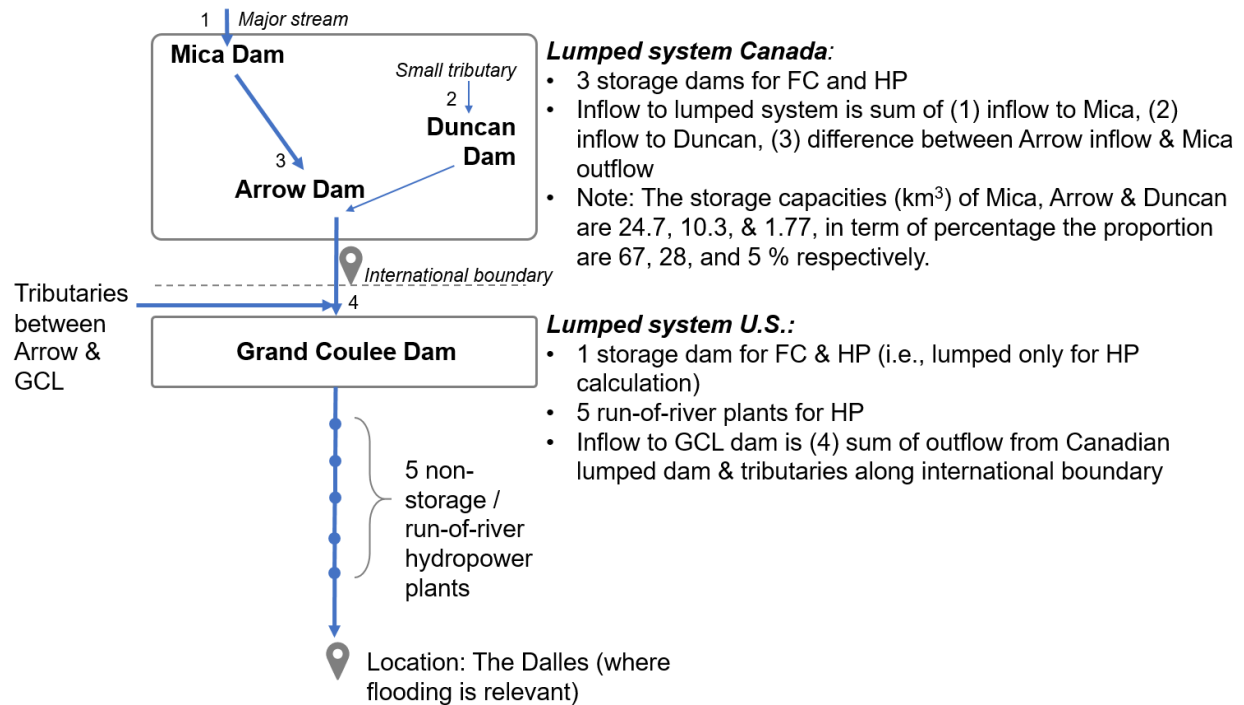 1
Major stream
Mica Dam
Small tributary
2
Duncan
Dam
3
Arrow Dam
International boundary
Tributaries
between
Arrow &
GCL
4
Grand Coulee Dam
5 non-
storage /
run-of-river
hydropower
plants
Location: The Dalles (where
flooding is relevant)
Lumped system Canada:
• 3 storage dams for FC and HP
• Inflow to lumped system is sum of (1) inflow to Mica, (2)
inflow to Duncan, (3) difference between Arrow inflow & Mica
outflow
• Note: The storage capacities (km³) of Mica, Arrow & Duncan
are 24.7, 10.3, & 1.77, in term of percentage the proportion
are 67, 28, and 5 % respectively.
Lumped system U.S.:
• 1 storage dam for FC & HP (i.e., lumped only for HP
calculation)
• 5 run-of-river plants for HP
• Inflow to GCL dam is (4) sum of outflow from Canadian
lumped dam & tributaries along international boundary